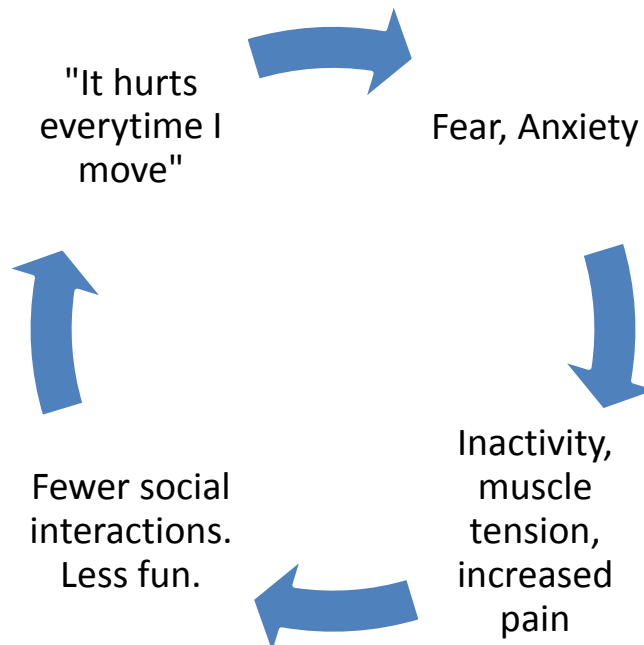 "It hurts
everytime I
move"
Fear, Anxiety
Inactivity,
muscle
tension,
increased
pain
Fewer social
interactions.
Less fun.